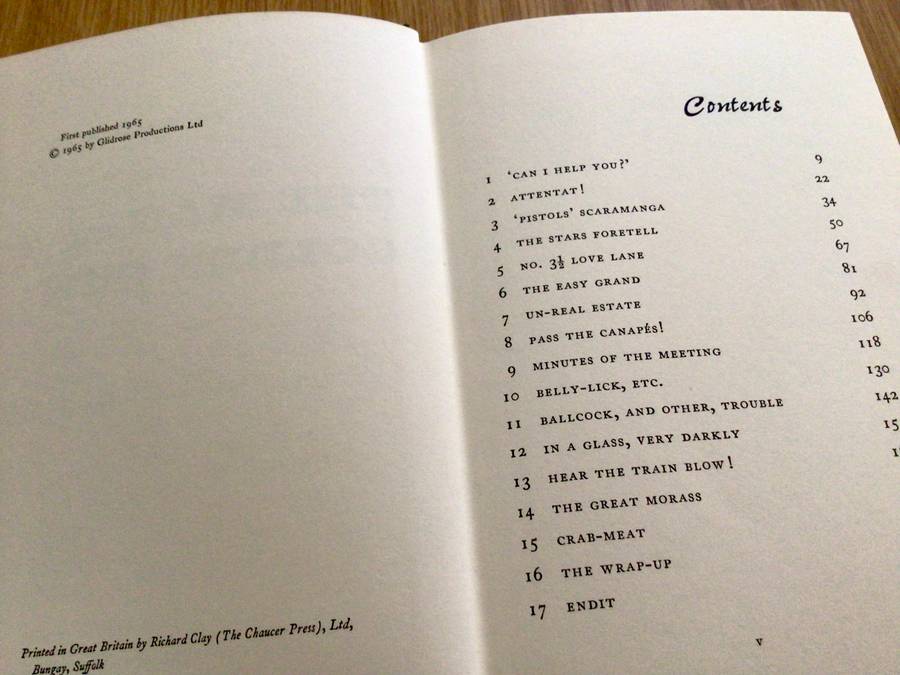 First published 1965
© 1965 by Glidrose Productions Ltd
Printed in Great Britain by Richard Clay (The Chaucer Press), Ltd,
Bungay, Suffolk
Contents
1 ‘CAN I HELP YOU?’ 9
2 ATTENTAT! 22
3 ‘PISTOLS’ SCARAMANGA 34
4 THE STARS FORETELL 50
5 NO. 3½ LOVE LANE 67
6 THE EASY GRAND 81
7 UN-REAL ESTATE 92
8 PASS THE CANAPÉS! 106
9 MINUTES OF THE MEETING 118
10 BELLY-LICK, ETC. 130
11 BALLCOCK, AND OTHER, TROUBLE 142
12 IN A GLASS, VERY DARKLY
13 HEAR THE TRAIN BLOW!
14 THE GREAT MORASS
15 CRAB-MEAT
16 THE WRAP-UP
17 ENDIT
v